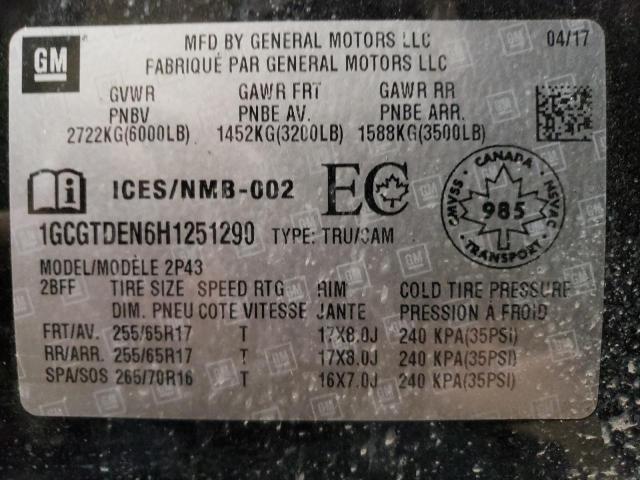 GM
MFD BY GENERAL MOTORS LLC 04/17
FABRIQUÉ PAR GENERAL MOTORS LLC
GVWR GAWR FRT GAWR RR
PNBV PNBE AV. PNBE ARR.
2722KG(6000LB) 1452KG(3200LB) 1588KG(3500LB)
ICES/NMB-002 EC
CANADA
CMVSS NSVAC
985
TRANSPORT
1GCGTDEN6H1251290 TYPE: TRU/CAM
MODEL/MODÈLE 2P43
2BFF TIRE SIZE SPEED RTG RIM COLD TIRE PRESSURE
DIM. PNEU COTE VITESSE JANTE PRESSION À FROID
FRT/AV. 255/65R17 T 17X8.0J 240 KPA(35PSI)
RR/ARR. 255/65R17 T 17X8.0J 240 KPA(35PSI)
SPA/SOS 265/70R16 T 16X7.0J 240 KPA(35PSI)